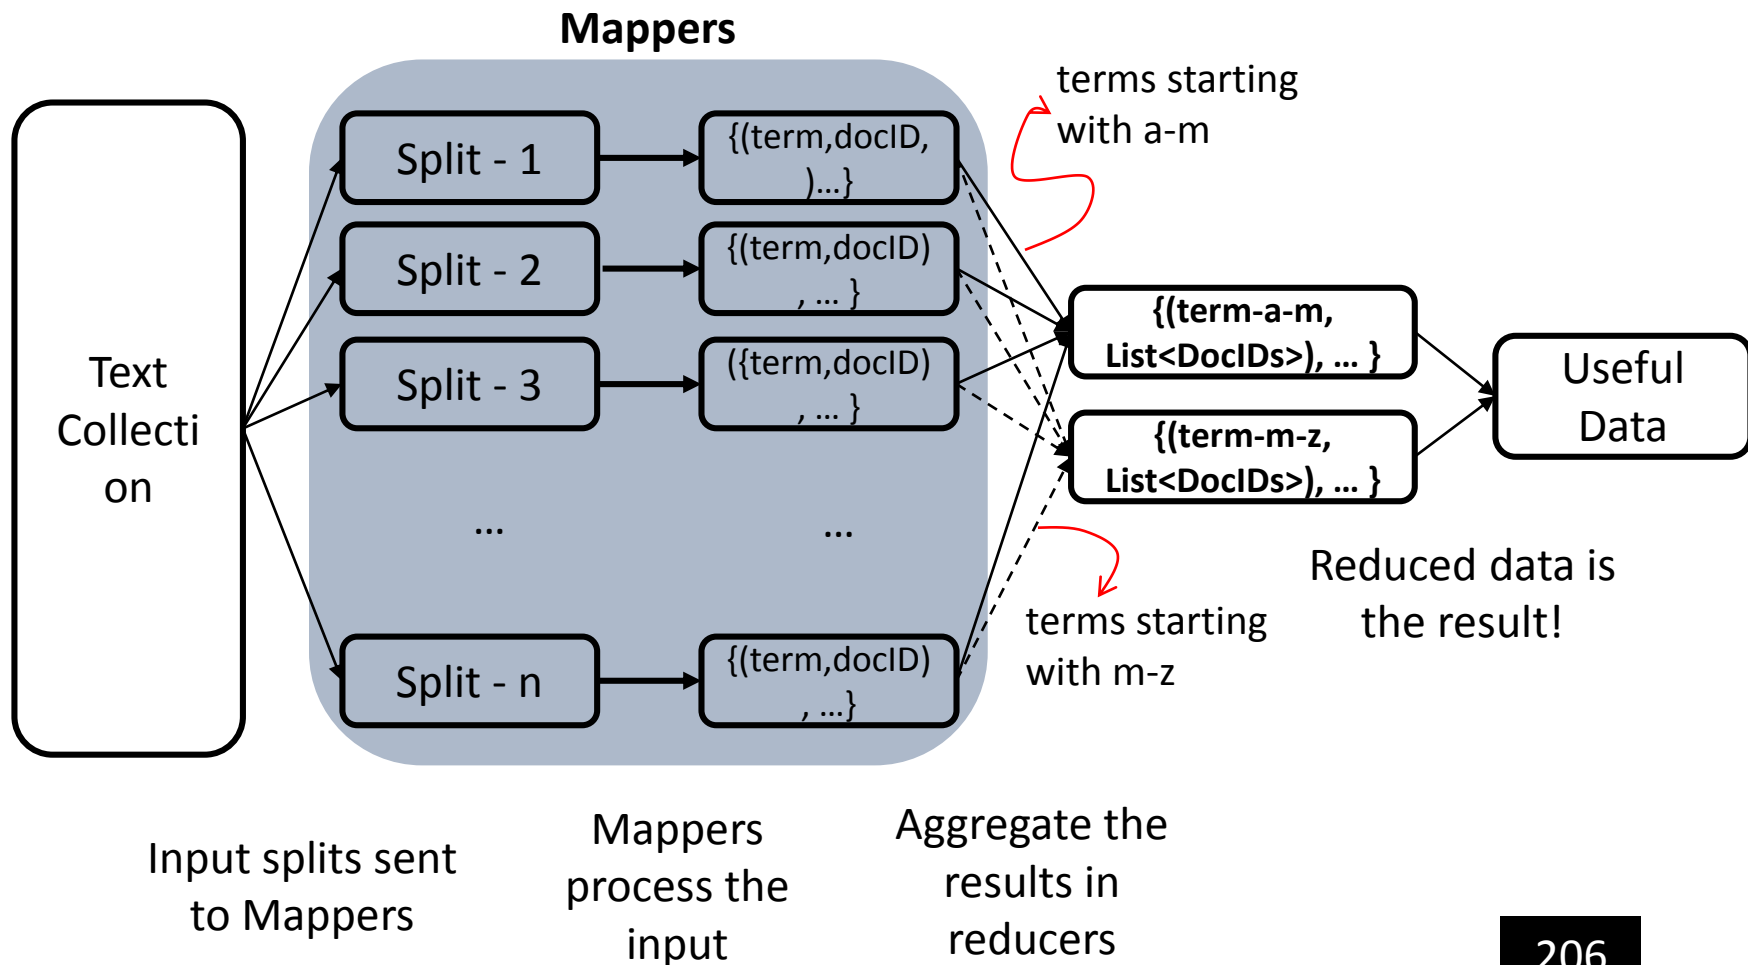 Mappers
terms starting
with a-m
Split - 1
{(term,docID,
)...}
Split - 2
{(term,docID)
, ... }
Split - 3
({term,docID)
, ... }
Text
Collecti
on
{(term-a-m,
List<DocIDs>), ... }
{(term-m-z,
List<DocIDs>), ... }
Useful
Data
...
...
Reduced data is
the result!
terms starting
with m-z
Split - n
{(term,docID)
, ...}
Input splits sent
to Mappers
Mappers
process the
input
Aggregate the
results in
reducers
206